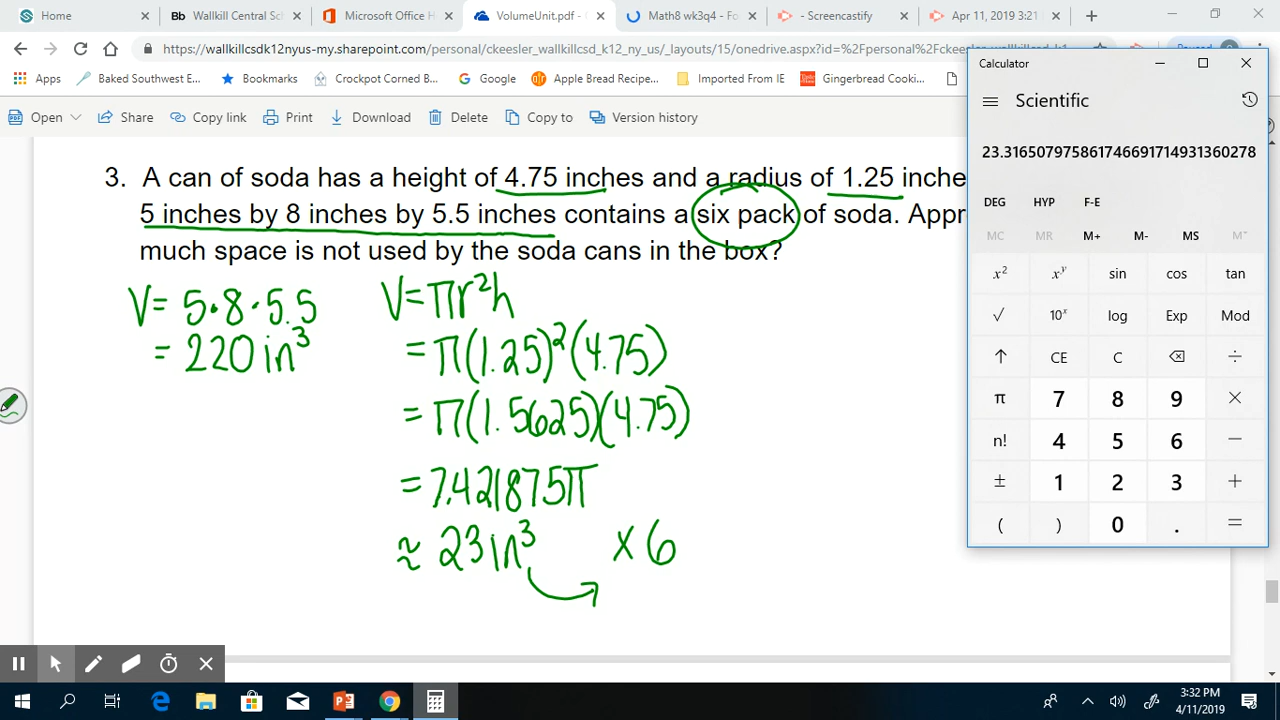 Home
Wallkill Central Sc
Microsoft Office H
VolumeUnit.pdf - C
Math8 wk3q4 - Fo
- Screencastify
Apr 11, 2019 3:21
https://wallkillcsdk12nyus-my.sharepoint.com/personal/ckeesler_wallkillcsd_k12_ny_us/_layouts/15/onedrive.aspx?id=%2Fpersonal%2Fckeesler_wallkillcsd_k1
Apps
Baked Southwest E...
Bookmarks
Crockpot Corned B...
Google
Apple Bread Recipe...
Imported From IE
Gingerbread Cooki...
Open
Share
Copy link
Print
Download
Delete
Copy to
Version history
3. A can of soda has a height of 4.75 inches and a radius of 1.25 inche
5 inches by 8 inches by 5.5 inches contains a six pack of soda. Appr
much space is not used by the soda cans in the box?
V= 5·8·5.5
= 220 in³
V=πr²h
=π(1.25)²(4.75)
=π(1.5625)(4.75)
=7.421875π
≈ 23in³ x 6
Calculator
Scientific
23.316507975861746691714931360278
DEG HYP F-E
MC MR M+ M- MS M˅
x² xʸ sin cos tan
√ 10ˣ log Exp Mod
↑ CE C ⌫ ÷
π 7 8 9 ×
n! 4 5 6 −
± 1 2 3 +
( ) 0 . =
3:32 PM
4/11/2019